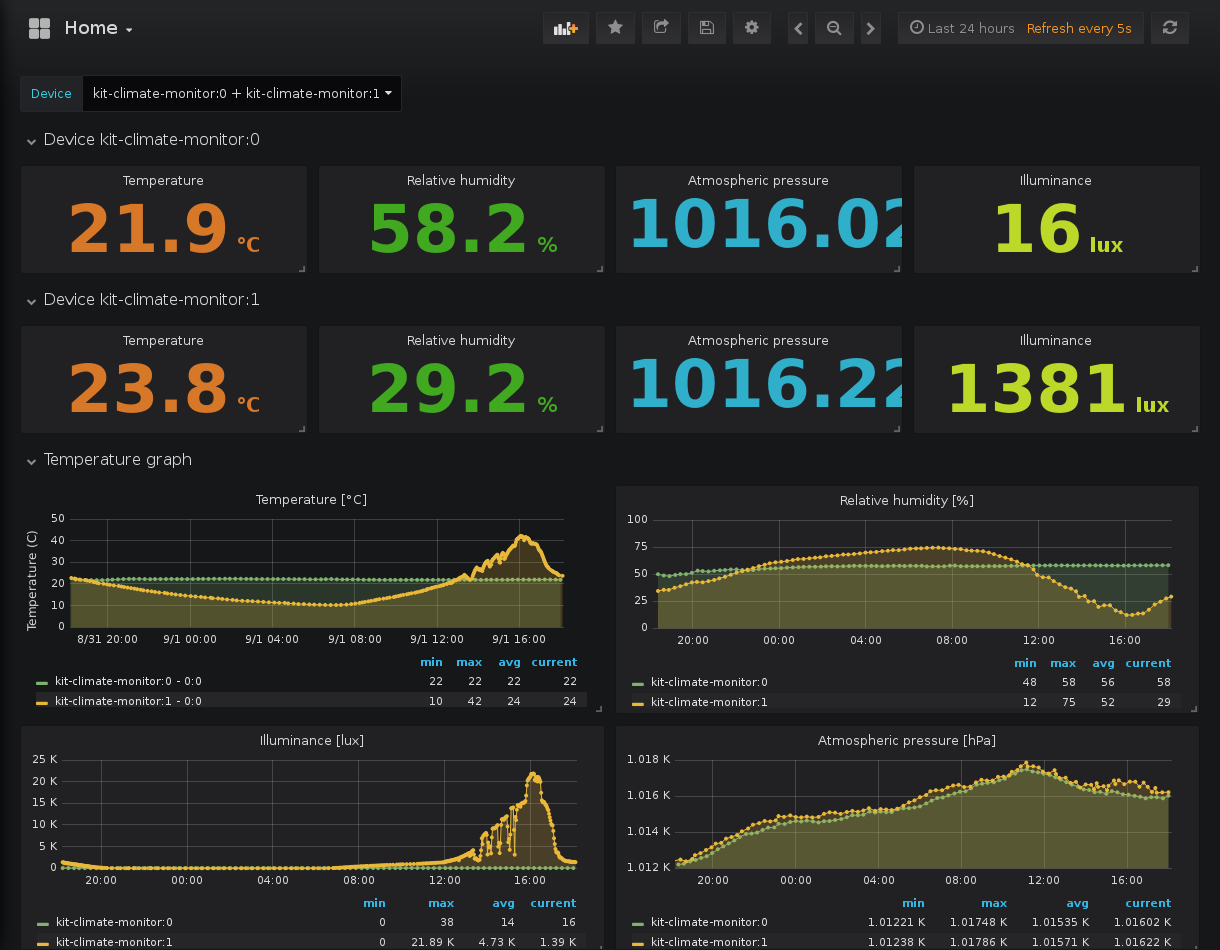 Home
Last 24 hours Refresh every 5s
Device kit-climate-monitor:0 + kit-climate-monitor:1
Device kit-climate-monitor:0
Temperature Relative humidity Atmospheric pressure Illuminance
21.9 °C 58.2 % 1016.02 16 lux
Device kit-climate-monitor:1
Temperature Relative humidity Atmospheric pressure Illuminance
23.8 °C 29.2 % 1016.22 1381 lux
Temperature graph
Temperature [°C]
Temperature (C)
50
40
30
20
10
0
8/31 20:00 9/1 00:00 9/1 04:00 9/1 08:00 9/1 12:00 9/1 16:00
min max avg current
kit-climate-monitor:0 - 0:0 22 22 22 22
kit-climate-monitor:1 - 0:0 10 42 24 24
Relative humidity [%]
100
75
50
25
0
20:00 00:00 04:00 08:00 12:00 16:00
min max avg current
kit-climate-monitor:0 48 58 56 58
kit-climate-monitor:1 12 75 52 29
Illuminance [lux]
25 K
20 K
15 K
10 K
5 K
0
20:00 00:00 04:00 08:00 12:00 16:00
min max avg current
kit-climate-monitor:0 0 38 14 16
kit-climate-monitor:1 0 21.89 K 4.73 K 1.39 K
Atmospheric pressure [hPa]
1.018 K
1.016 K
1.014 K
1.012 K
20:00 00:00 04:00 08:00 12:00 16:00
min max avg current
kit-climate-monitor:0 1.01221 K 1.01748 K 1.01535 K 1.01602 K
kit-climate-monitor:1 1.01238 K 1.01786 K 1.01571 K 1.01622 K